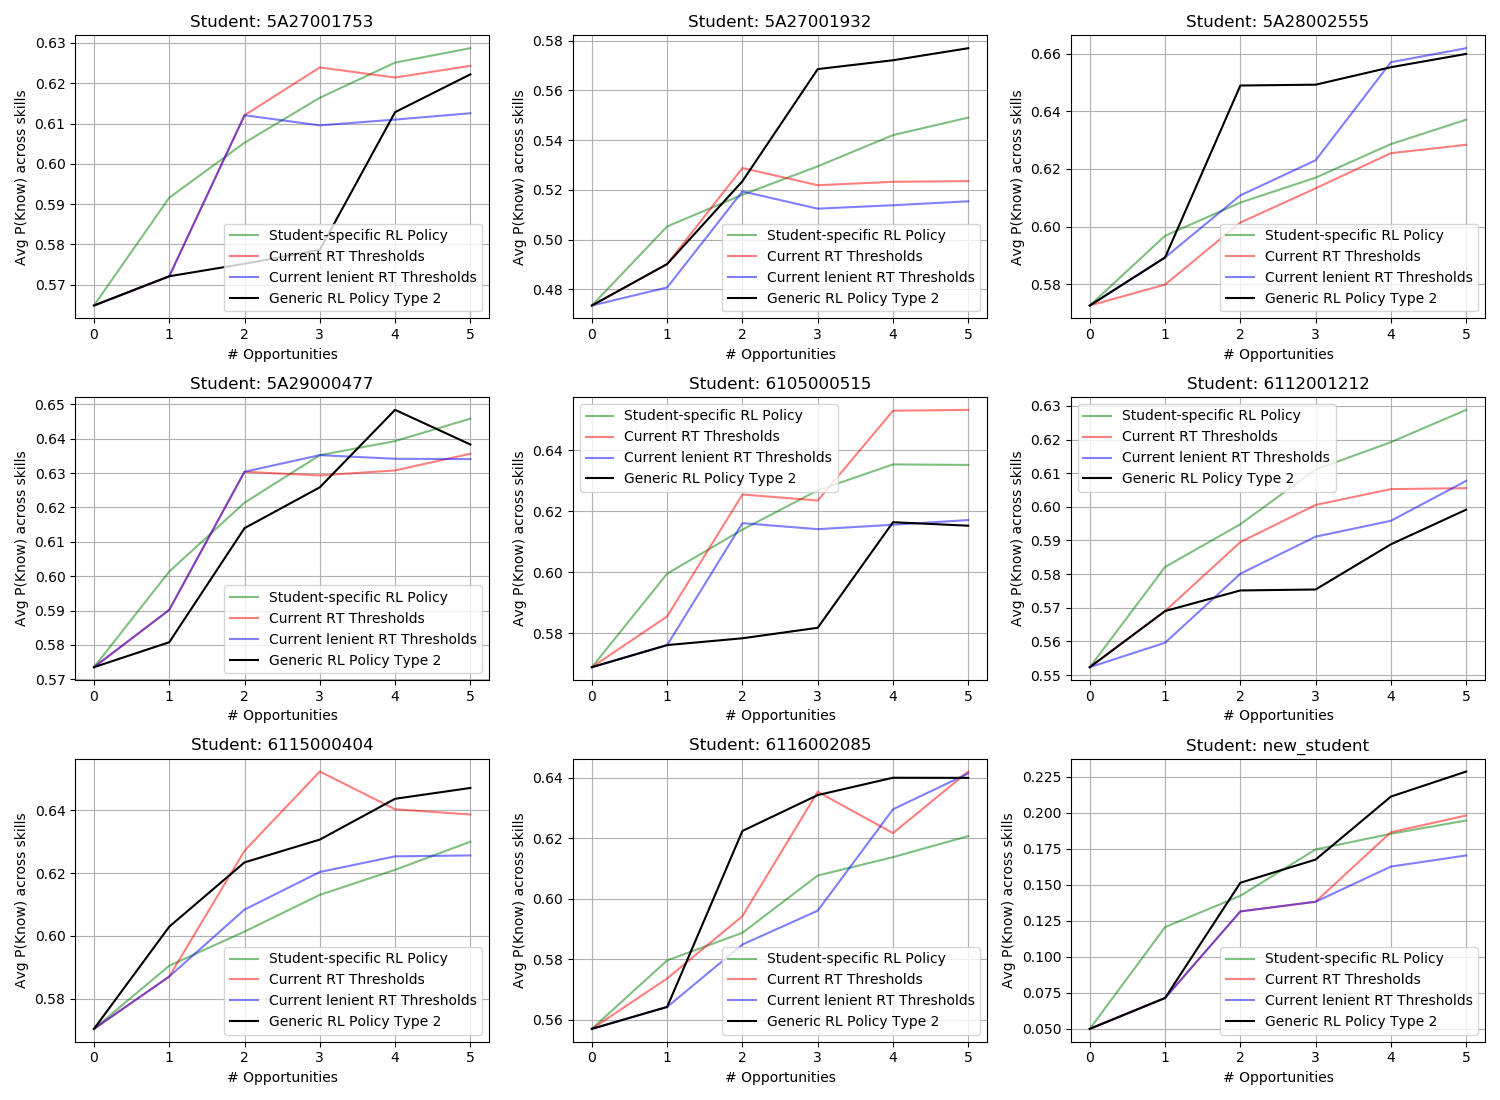 Student: 5A27001753
Avg P(Know) across skills
0.63
0.62
0.61
0.60
0.59
0.58
0.57
Student-specific RL Policy
Current RT Thresholds
Current lenient RT Thresholds
Generic RL Policy Type 2
0 1 2 3 4 5
# Opportunities
Student: 5A27001932
Avg P(Know) across skills
0.58
0.56
0.54
0.52
0.50
0.48
Student-specific RL Policy
Current RT Thresholds
Current lenient RT Thresholds
Generic RL Policy Type 2
0 1 2 3 4 5
# Opportunities
Student: 5A28002555
Avg P(Know) across skills
0.66
0.64
0.62
0.60
0.58
Student-specific RL Policy
Current RT Thresholds
Current lenient RT Thresholds
Generic RL Policy Type 2
0 1 2 3 4 5
# Opportunities
Student: 5A29000477
Avg P(Know) across skills
0.65
0.64
0.63
0.62
0.61
0.60
0.59
0.58
0.57
Student-specific RL Policy
Current RT Thresholds
Current lenient RT Thresholds
Generic RL Policy Type 2
0 1 2 3 4 5
# Opportunities
Student: 6105000515
Avg P(Know) across skills
0.64
0.62
0.60
0.58
Student-specific RL Policy
Current RT Thresholds
Current lenient RT Thresholds
Generic RL Policy Type 2
0 1 2 3 4 5
# Opportunities
Student: 6112001212
Avg P(Know) across skills
0.63
0.62
0.61
0.60
0.59
0.58
0.57
0.56
0.55
Student-specific RL Policy
Current RT Thresholds
Current lenient RT Thresholds
Generic RL Policy Type 2
0 1 2 3 4 5
# Opportunities
Student: 6115000404
Avg P(Know) across skills
0.64
0.62
0.60
0.58
Student-specific RL Policy
Current RT Thresholds
Current lenient RT Thresholds
Generic RL Policy Type 2
0 1 2 3 4 5
# Opportunities
Student: 6116002085
Avg P(Know) across skills
0.64
0.62
0.60
0.58
0.56
Student-specific RL Policy
Current RT Thresholds
Current lenient RT Thresholds
Generic RL Policy Type 2
0 1 2 3 4 5
# Opportunities
Student: new_student
Avg P(Know) across skills
0.225
0.200
0.175
0.150
0.125
0.100
0.075
0.050
Student-specific RL Policy
Current RT Thresholds
Current lenient RT Thresholds
Generic RL Policy Type 2
0 1 2 3 4 5
# Opportunities